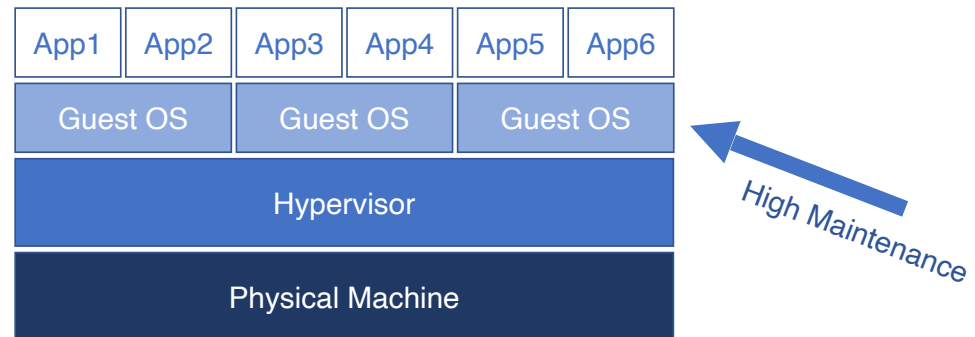 App1 App2 App3 App4 App5 App6
Guest OS Guest OS Guest OS
Hypervisor
High Maintenance
Physical Machine